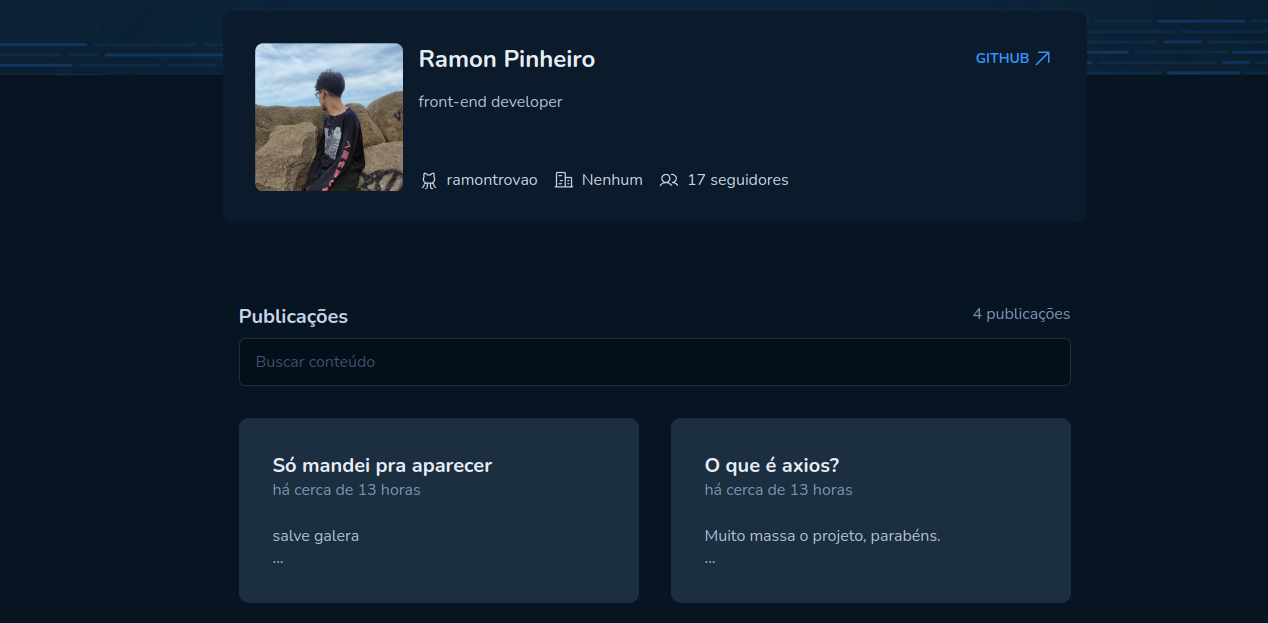 Ramon Pinheiro
GITHUB
front-end developer
ramontrovao Nenhum 17 seguidores
Publicações
4 publicações
Buscar conteúdo
Só mandei pra aparecer
há cerca de 13 horas
salve galera
...
O que é axios?
há cerca de 13 horas
Muito massa o projeto, parabéns.
...